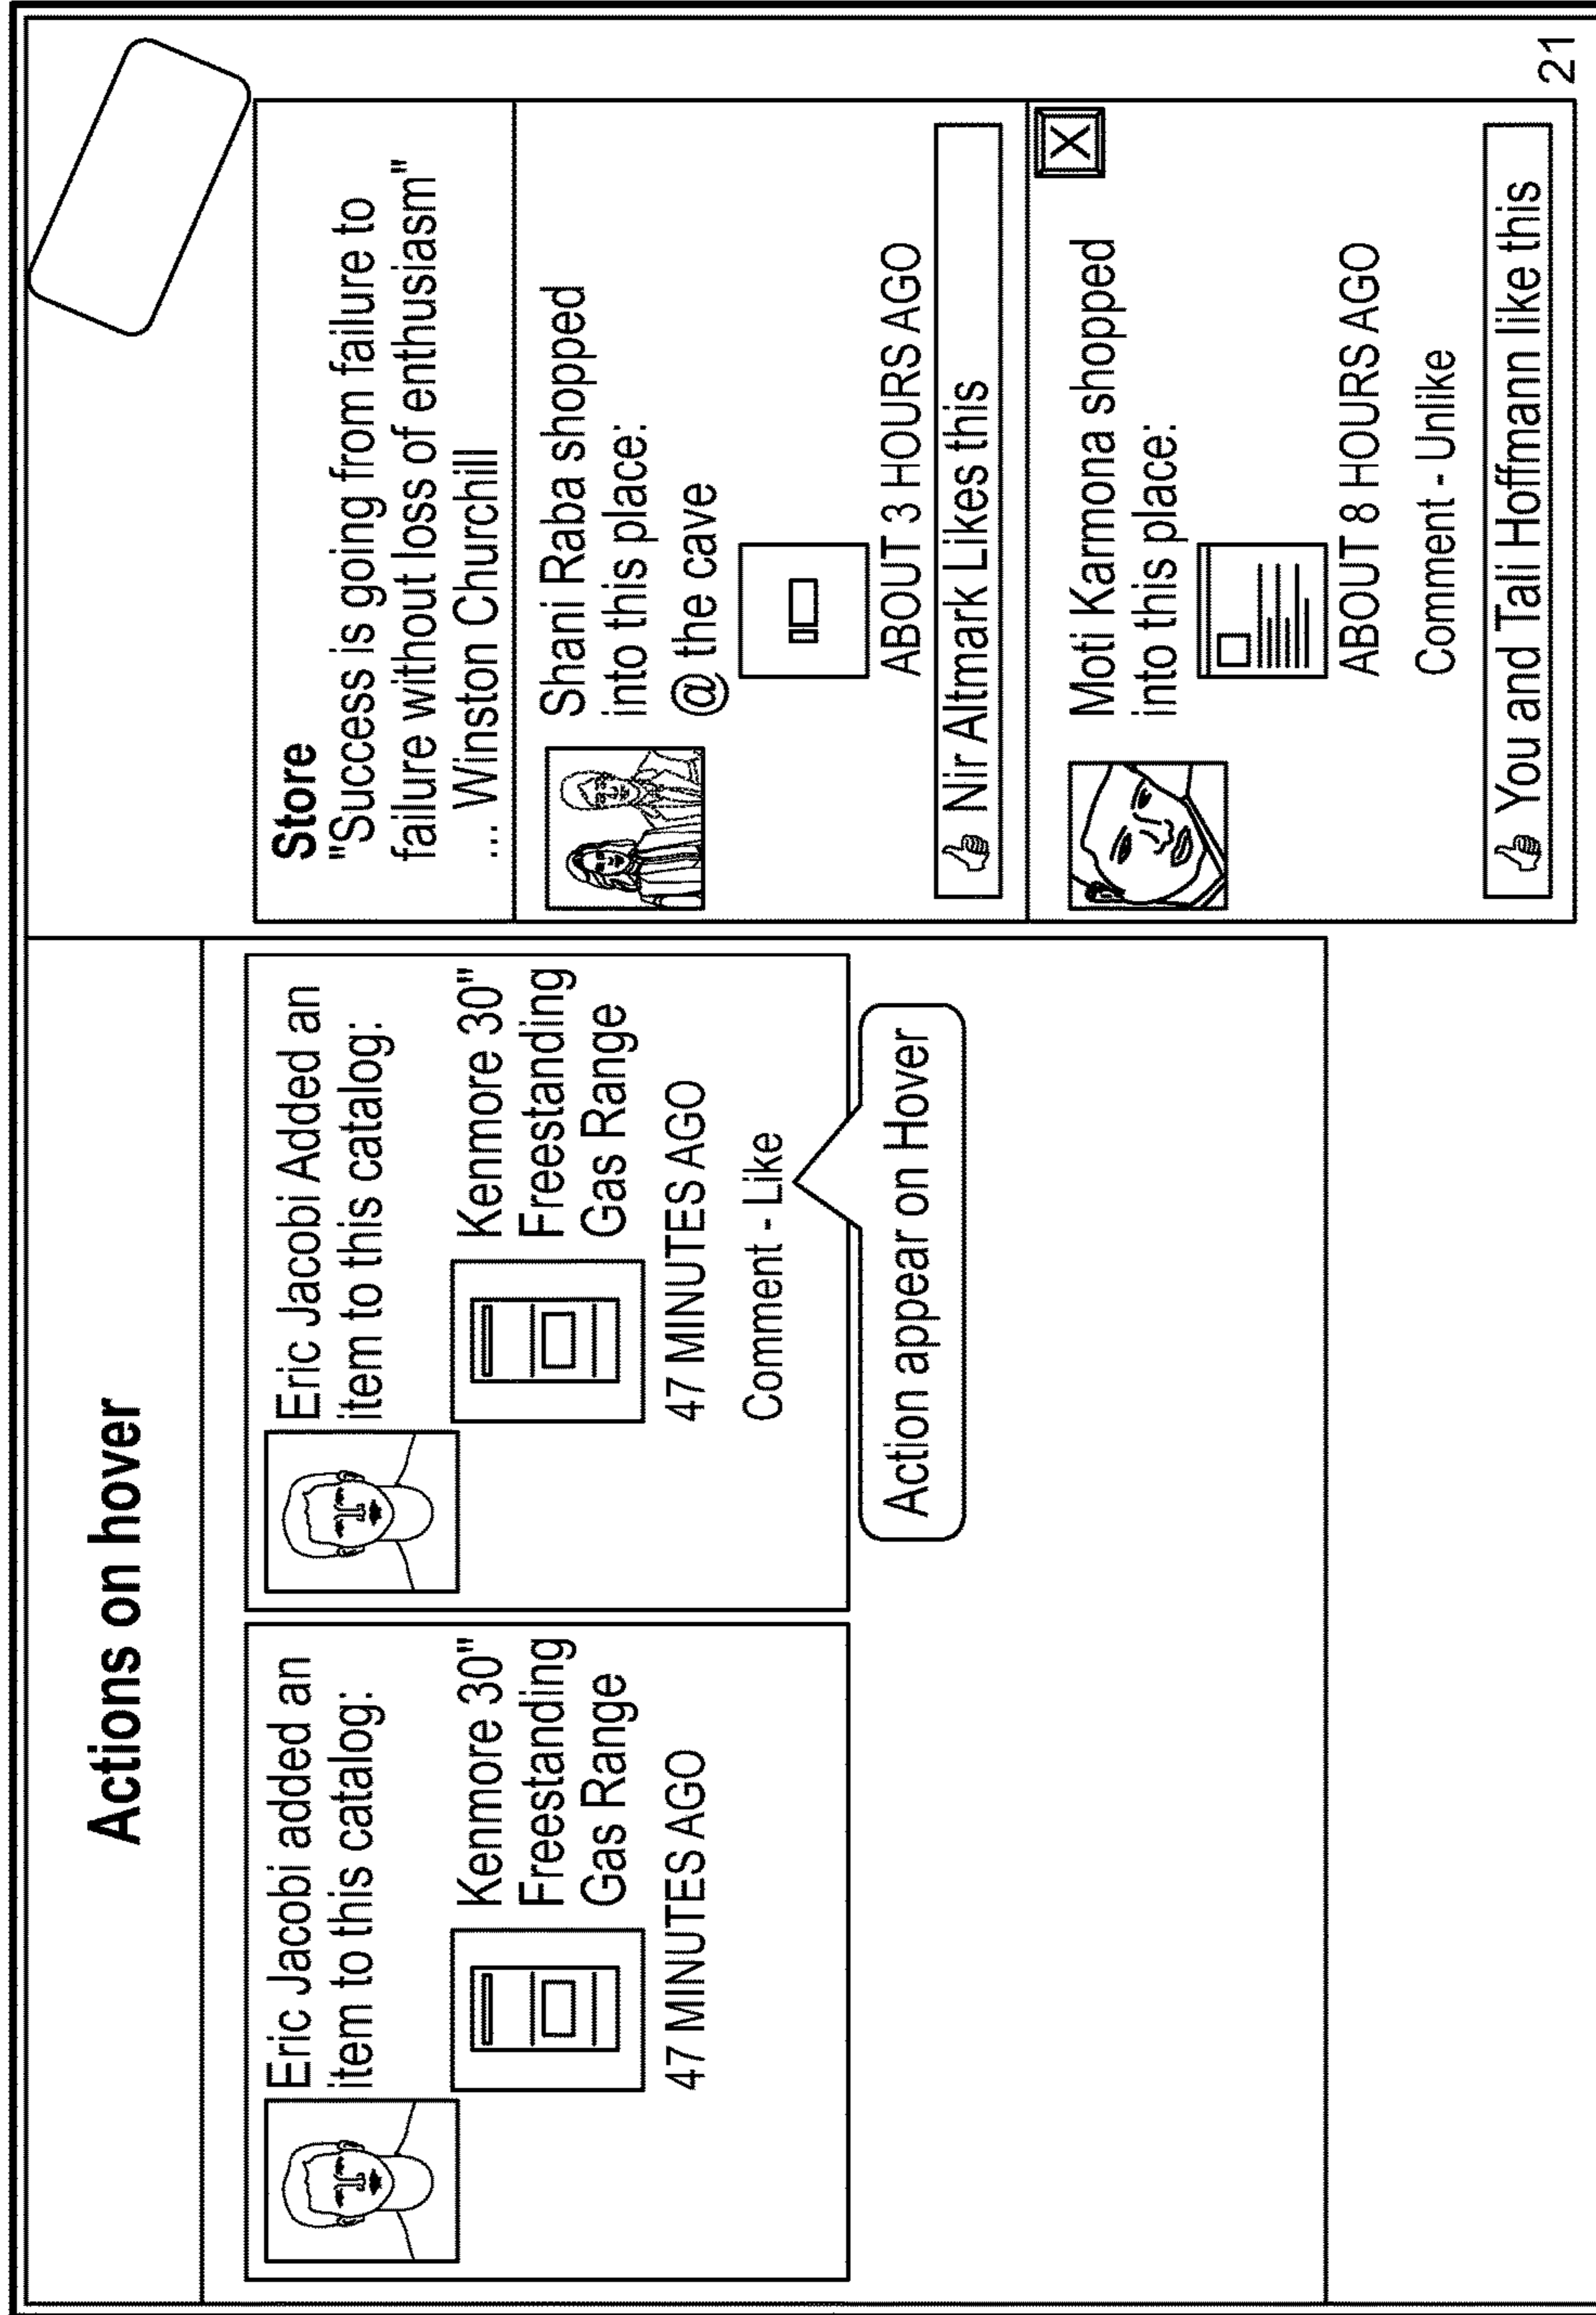 Actions on hover
Eric Jacobi added an
item to this catalog:
Kenmore 30"
Freestanding
Gas Range
47 MINUTES AGO
Eric Jacobi Added an
item to this catalog:
Kenmore 30"
Freestanding
Gas Range
47 MINUTES AGO
Comment - Like
Action appear on Hover
Store
"Success is going from failure to
failure without loss of enthusiasm"
... Winston Churchill
Shani Raba shopped
into this place:
@ the cave
ABOUT 3 HOURS AGO
Nir Altmark Likes this
X
Moti Karmona shopped
into this place:
ABOUT 8 HOURS AGO
Comment - Unlike
You and Tali Hoffmann like this
21